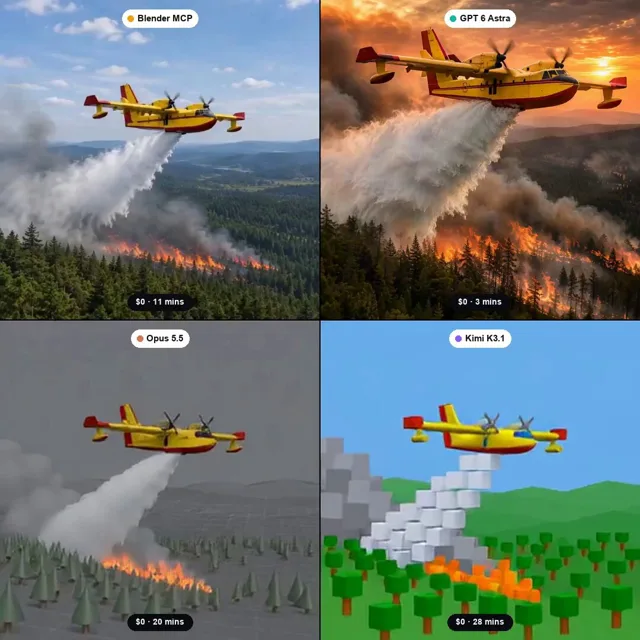 Blender MCP
GPT 6 Astra
$0 · 11 mins
$0 · 3 mins
Opus 5.5
Kimi K3.1
$0 · 20 mins
$0 · 28 mins